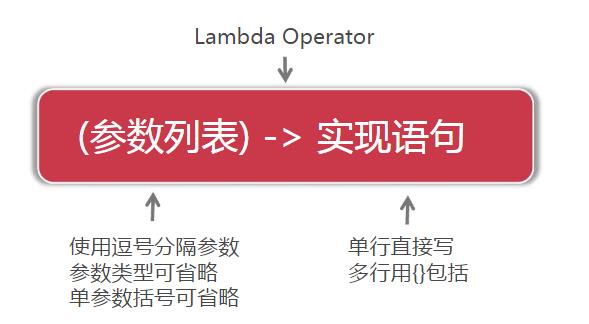 Lambda Operator
(参数列表) -> 实现语句
使用逗号分隔参数
参数类型可省略
单参数括号可省略
单行直接写
多行用{}包括